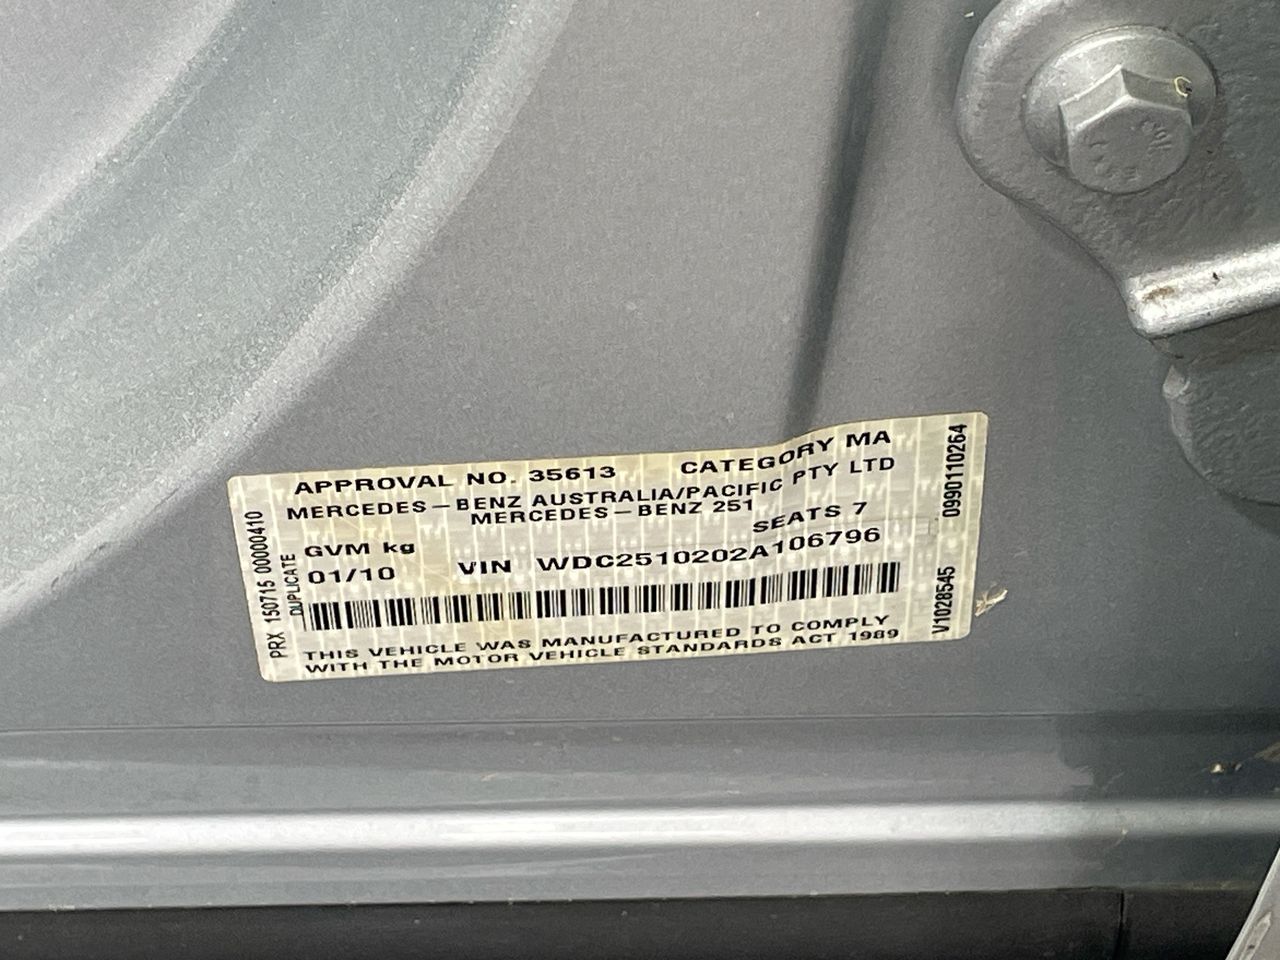 APPROVAL NO. 35613 CATEGORY MA
MERCEDES-BENZ AUSTRALIA/PACIFIC PTY LTD
MERCEDES-BENZ 251
SEATS 7
GVM kg
01/10 VIN WDC2510202A106796
THIS VEHICLE WAS MANUFACTURED TO COMPLY
WITH THE MOTOR VEHICLE STANDARDS ACT 1989
PRX 150715 00000410
DUPLICATE
V1028545 0990110264